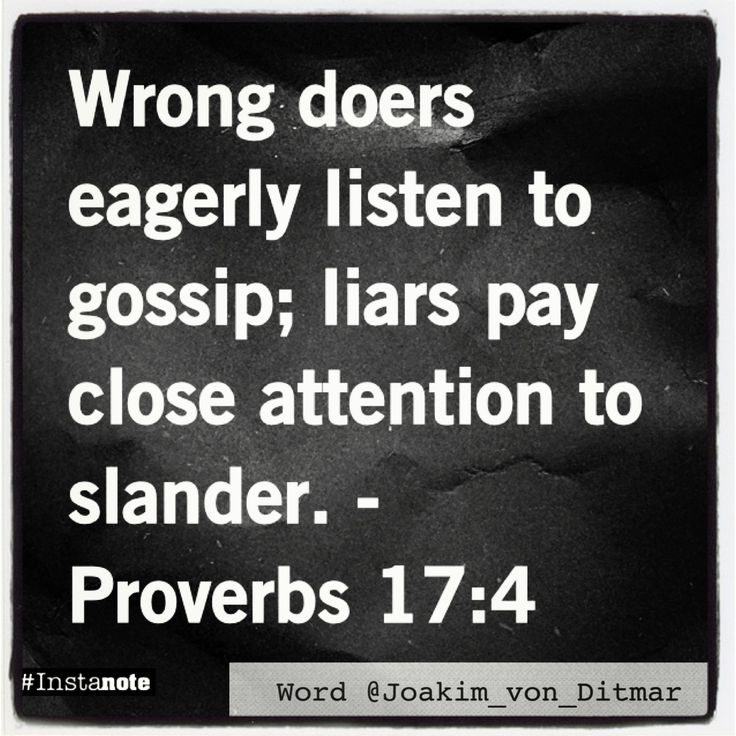 Wrong doers
eagerly listen to
gossip; liars pay
close attention to
slander. -
Proverbs 17:4
#Instanote
Word @Joakim_von_Ditmar